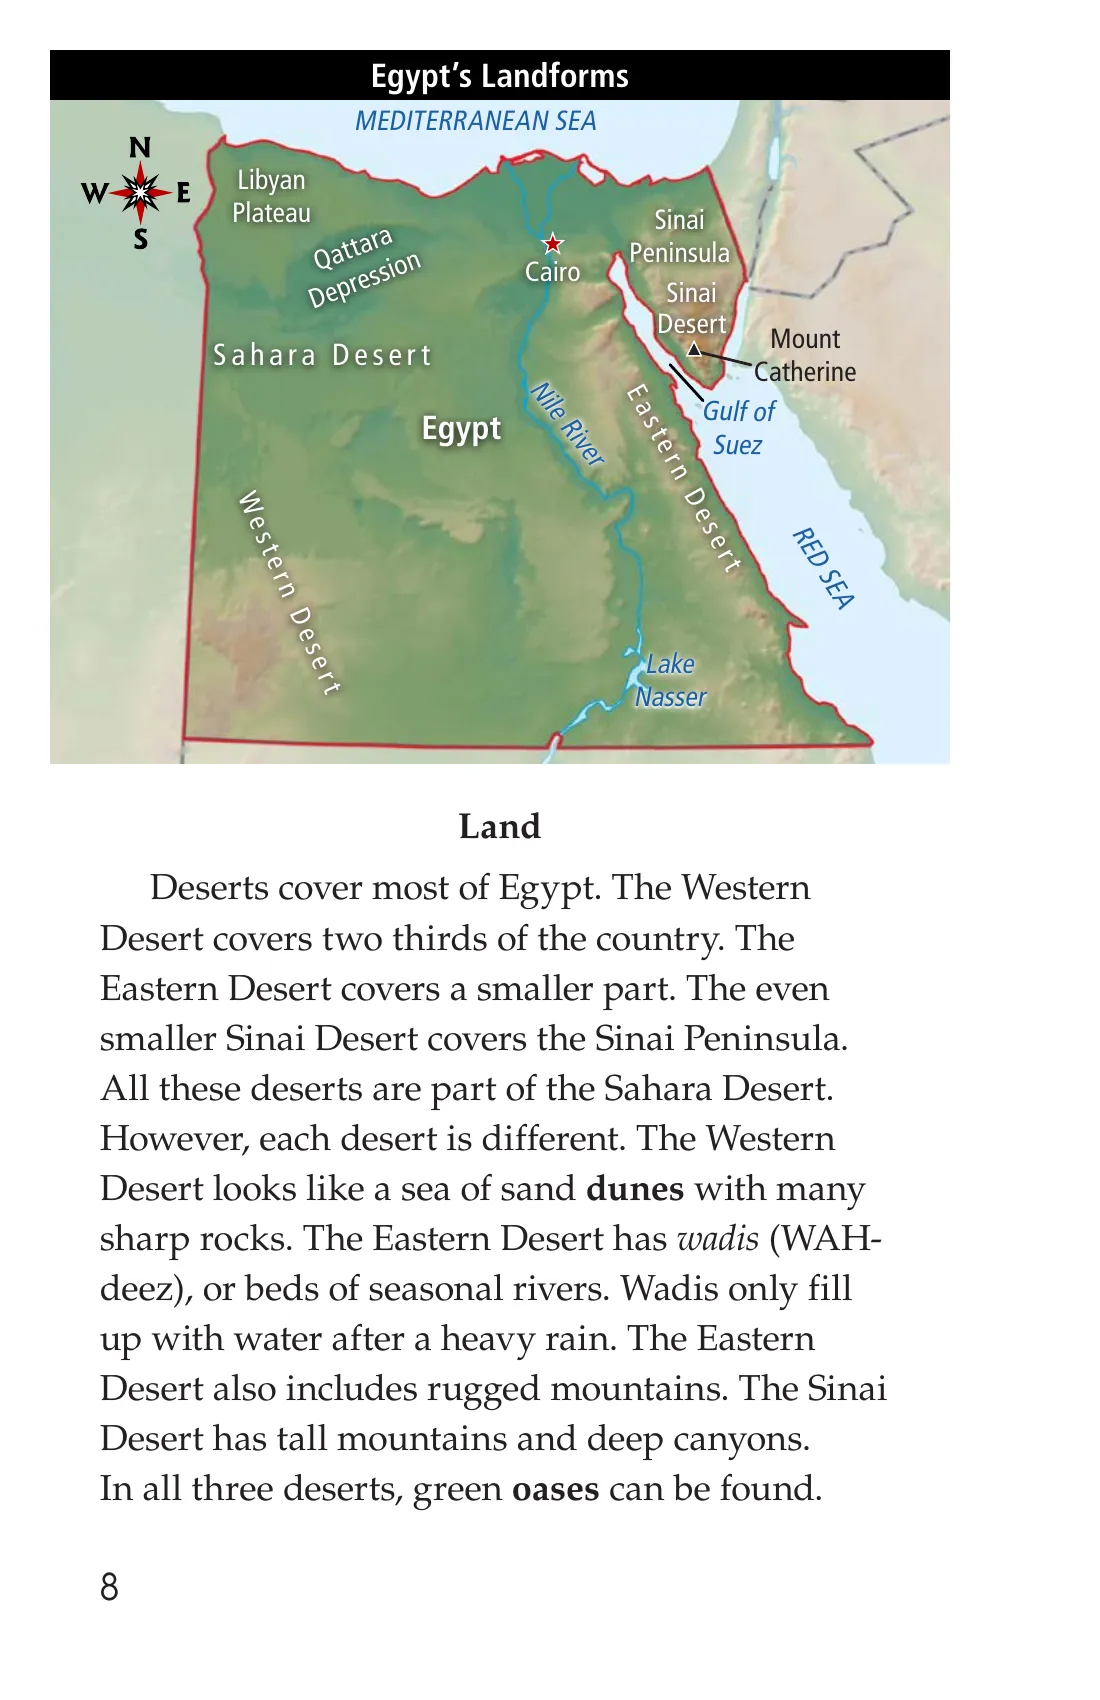 Egypt's Landforms
MEDITERRANEAN SEA
N
W E
S
Libyan
Plateau
Qattara
Depression
Cairo
Sinai
Peninsula
Sinai
Desert
Mount
Catherine
Sahara Desert
Egypt
Nile River
Eastern Desert
Gulf of
Suez
Western Desert
RED SEA
Lake
Nasser
Land
Deserts cover most of Egypt. The Western
Desert covers two thirds of the country. The
Eastern Desert covers a smaller part. The even
smaller Sinai Desert covers the Sinai Peninsula.
All these deserts are part of the Sahara Desert.
However, each desert is different. The Western
Desert looks like a sea of sand dunes with many
sharp rocks. The Eastern Desert has wadis (WAH-
deez), or beds of seasonal rivers. Wadis only fill
up with water after a heavy rain. The Eastern
Desert also includes rugged mountains. The Sinai
Desert has tall mountains and deep canyons.
In all three deserts, green oases can be found.
8